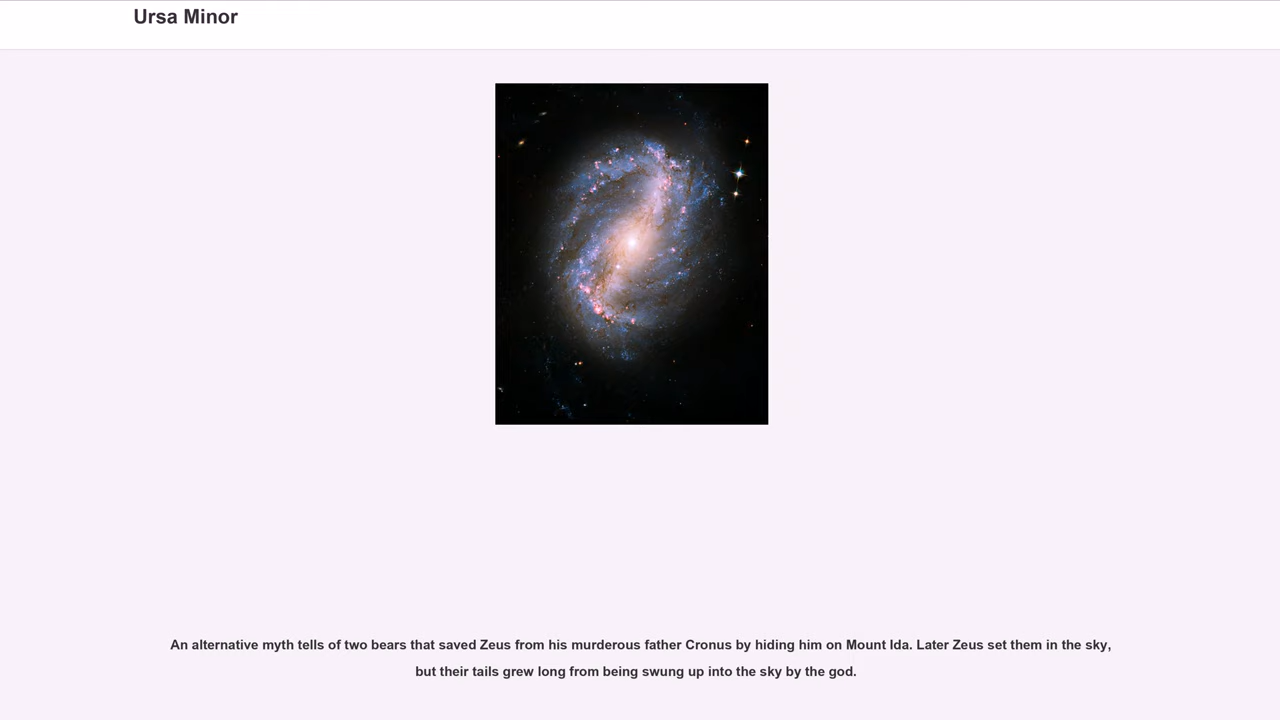 Ursa Minor
An alternative myth tells of two bears that saved Zeus from his murderous father Cronus by hiding him on Mount Ida. Later Zeus set them in the sky,
but their tails grew long from being swung up into the sky by the god.